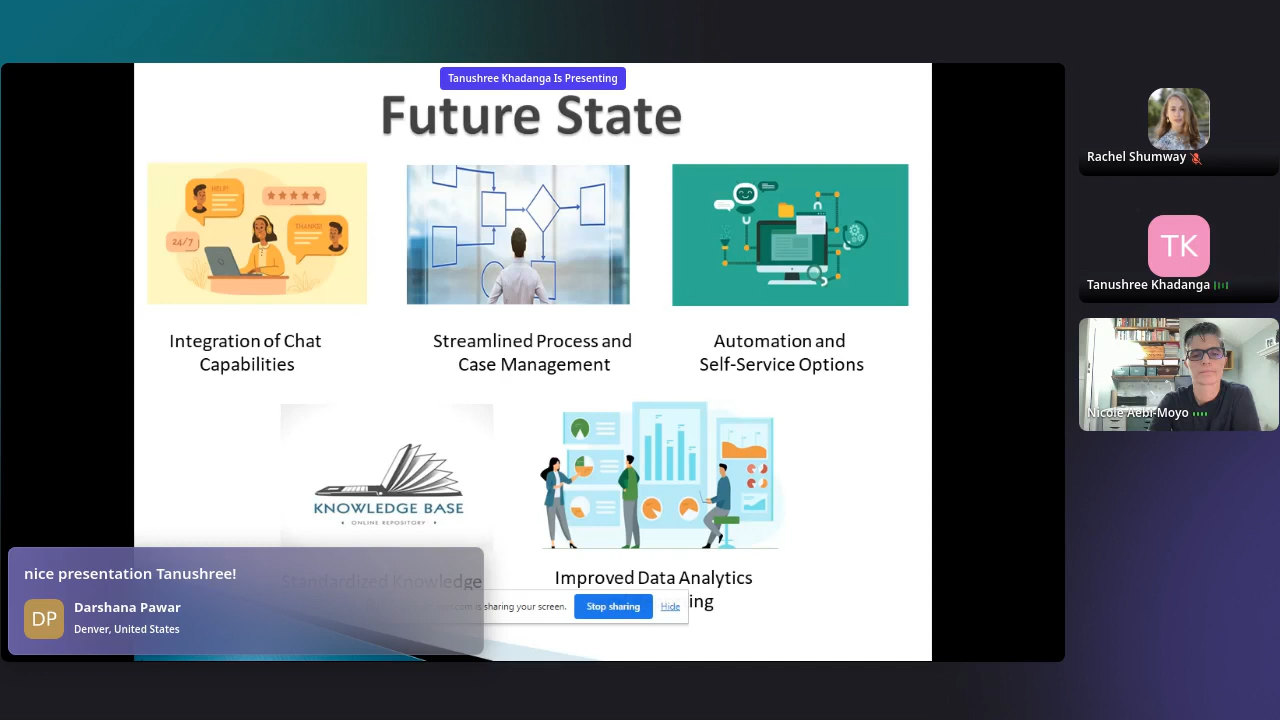 Tanushree Khadanga Is Presenting
Future State
HELP!
24/7
THANKS!
Integration of Chat
Capabilities
Streamlined Process and
Case Management
Automation and
Self-Service Options
KNOWLEDGE BASE
ONLINE REPOSITORY
Standardized Knowledge
Improved Data Analytics
is sharing your screen.
Stop sharing
Hide
nice presentation Tanushree!
DP
Darshana Pawar
Denver, United States
Rachel Shumway
TK
Tanushree Khadanga
Nicole Aebi-Moyo